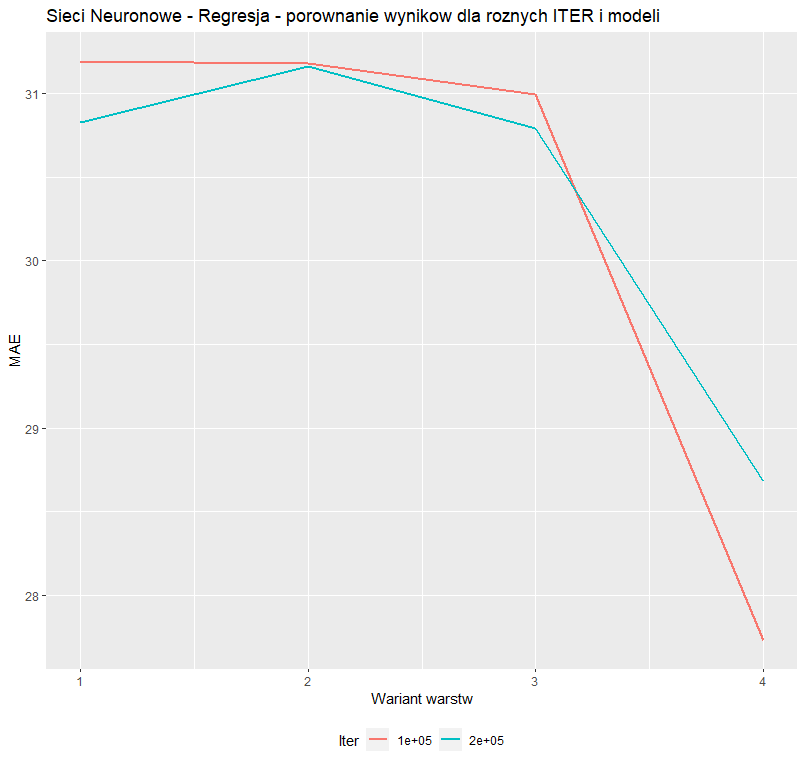 Sieci Neuronowe - Regresja - porownanie wynikow dla roznych ITER i modeli
MAE
31
30
29
28
1 2 3 4
Wariant warstw
Iter 1e+05 2e+05